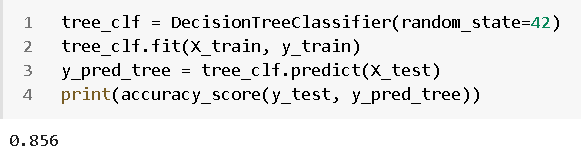 1 tree_clf = DecisionTreeClassifier(random_state=42)
2 tree_clf.fit(X_train, y_train)
3 y_pred_tree = tree_clf.predict(X_test)
4 print(accuracy_score(y_test, y_pred_tree))
0.856